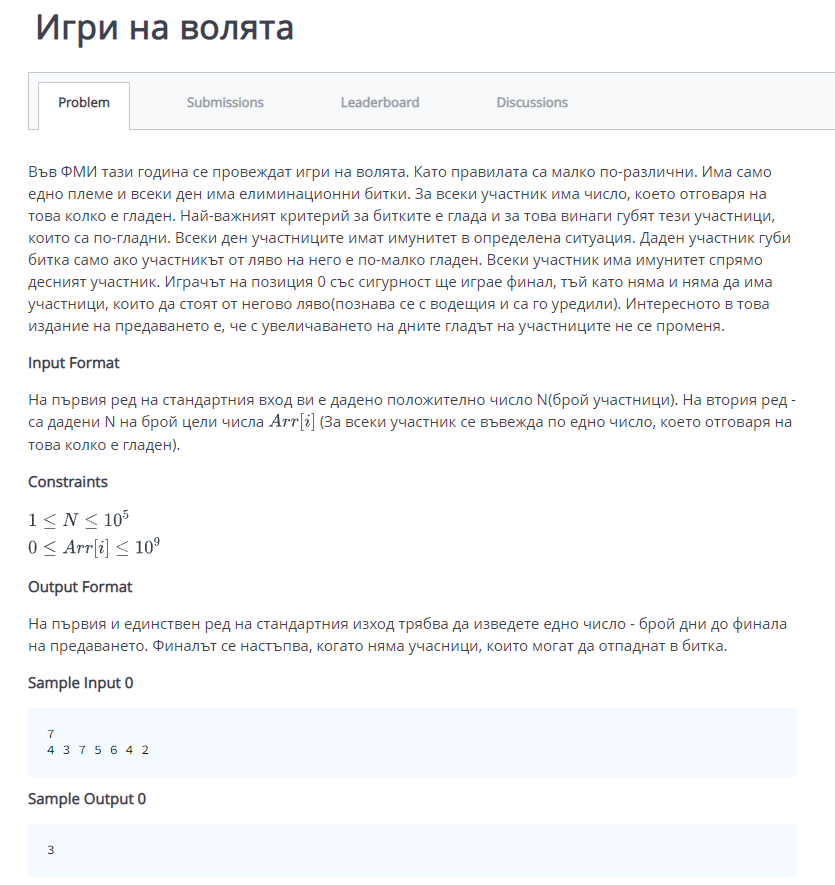 Игри на волята
Problem
Submissions
Leaderboard
Discussions
Във ФМИ тази година се провеждат игри на волята. Като правилата са малко по-различни. Има само
едно племе и всеки ден има елиминационни битки. За всеки участник има число, което отговаря на
това колко е гладен. Най-важният критерий за битките е глада и за това винаги губят тези участници,
които са по-гладни. Всеки ден участниците имат имунитет в определена ситуация. Даден участник губи
битка само ако участникът от ляво на него е по-малко гладен. Всеки участник има имунитет спрямо
десният участник. Играчът на позиция 0 със сигурност ще играе финал, тъй като няма и няма да има
участници, които да стоят от негово ляво(познава се с водещия и са го уредили). Интересното в това
издание на предаването е, че с увеличаването на дните гладът на участниците не се променя.
Input Format
На първия ред на стандартния вход ви е дадено положително число N(брой участници). На втория ред -
са дадени N на брой цели числа Arr[i] (За всеки участник се въвежда по едно число, което отговаря на
това колко е гладен).
Constraints
1 ≤ N ≤ 10⁵
0 ≤ Arr[i] ≤ 10⁹
Output Format
На първия и единствен ред на стандартния изход трябва да изведете едно число - брой дни до финала
на предаването. Финалът се настъпва, когато няма учасници, които могат да отпаднат в битка.
Sample Input 0
7
4 3 7 5 6 4 2
Sample Output 0
3